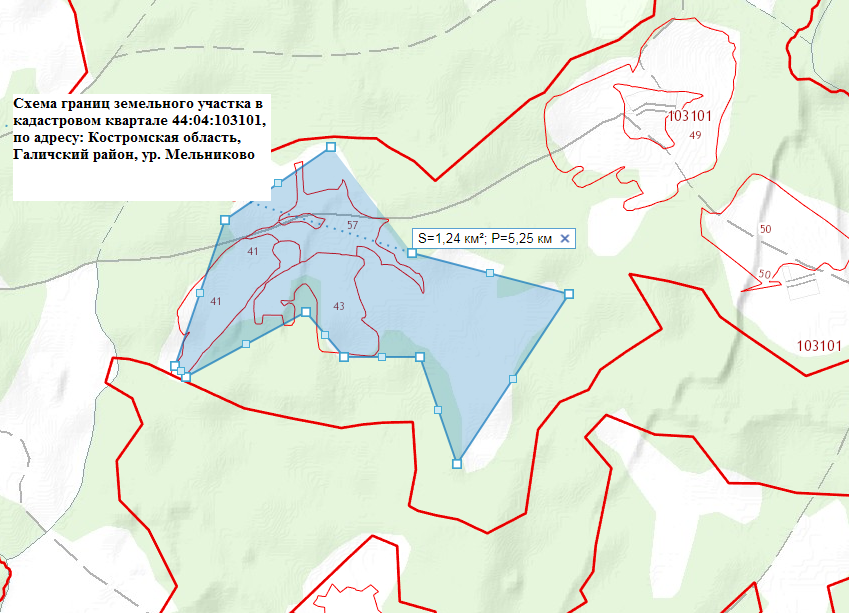 Схема границ земельного участка в
кадастровом квартале 44:04:103101,
по адресу: Костромская область,
Галичский район, ур. Мельниково
103101
49
57
50
S=1,24 км²; P=5,25 км
41
50
41
43
103101